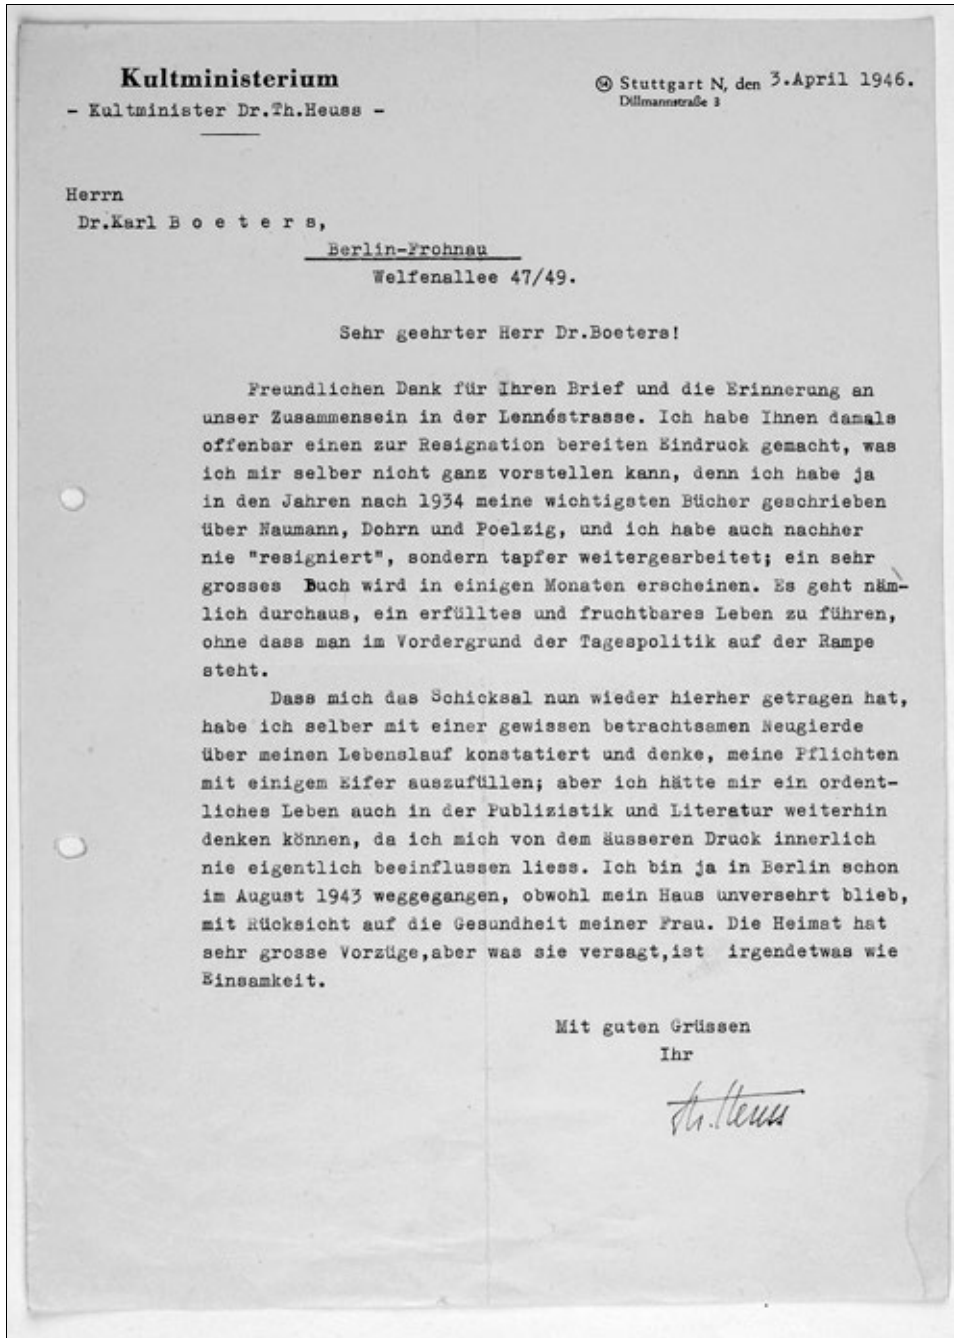 Kultministerium
- Kultminister Dr.Th.Heuss -
(14) Stuttgart N, den 3.April 1946.
Dillmannstraße 3
Herrn
Dr.Karl B o e t e r s,
Berlin-Frohnau
Welfenallee 47/49.
Sehr geehrter Herr Dr.Boeters!
Freundlichen Dank für Ihren Brief und die Erinnerung an
unser Zusammensein in der Lennéstrasse. Ich habe Ihnen damals
offenbar einen zur Resignation bereiten Eindruck gemacht, was
ich mir selber nicht ganz vorstellen kann, denn ich habe ja
in den Jahren nach 1934 meine wichtigsten Bücher geschrieben
über Naumann, Dohrn und Poelzig, und ich habe auch nachher
nie "resigniert", sondern tapfer weitergearbeitet; ein sehr
grosses Buch wird in einigen Monaten erscheinen. Es geht näm-
lich durchaus, ein erfülltes und fruchtbares Leben zu führen,
ohne dass man im Vordergrund der Tagespolitik auf der Rampe
steht.
Dass mich das Schicksal nun wieder hierher getragen hat,
habe ich selber mit einer gewissen betrachtsamen Neugierde
über meinen Lebenslauf konstatiert und denke, meine Pflichten
mit einigem Eifer auszufüllen; aber ich hätte mir ein ordent-
liches Leben auch in der Publizistik und Literatur weiterhin
denken können, da ich mich von dem äusseren Druck innerlich
nie eigentlich beeinflussen liess. Ich bin ja in Berlin schon
im August 1943 weggegangen, obwohl mein Haus unversehrt blieb,
mit Rücksicht auf die Gesundheit meiner Frau. Die Heimat hat
sehr grosse Vorzüge,aber was sie versagt,ist irgendetwas wie
Einsamkeit.
Mit guten Grüssen
Ihr
Th. Heuss